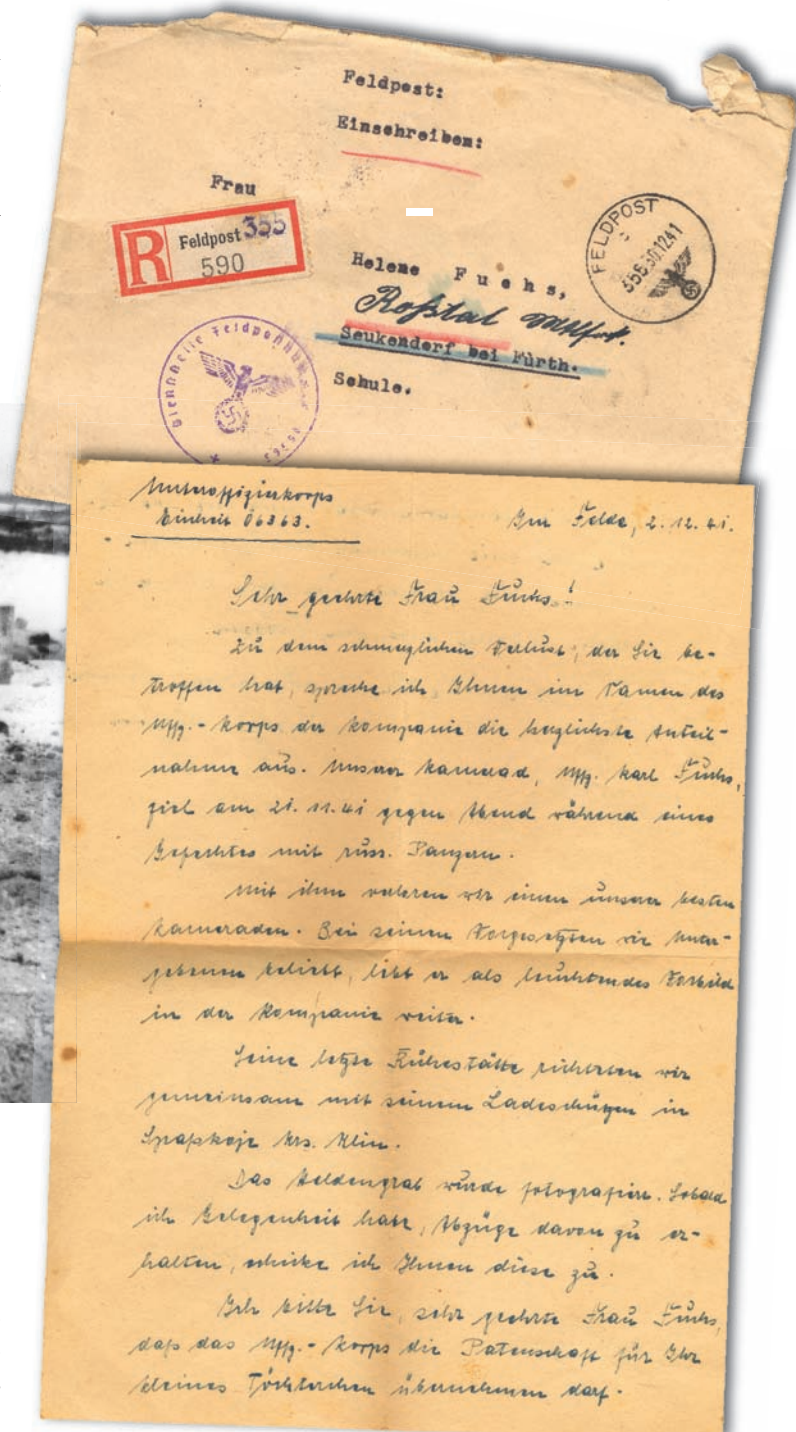 Feldpost:
Einschreiben:
Frau
R Feldpost 355
590
FELDPOST
Helene Fuchs,
Roßtal
Seukendorf bei Fürth.
Schule.
Dienststelle Feldpostnummer
Unteroffizierkorps
Einheit 06363.
Im Felde, 2.12.41.
Sehr geehrte Frau Fuchs!
Zu dem schmerzlichen Verlust, der Sie be-
troffen hat, spreche ich Ihnen im Namen des
Uffz.-Korps der Kompanie die herzlichste Anteil-
nahme aus. Unser Kamerad, Uffz. Karl Fuchs,
fiel am 21.11.41 gegen Abend während eines
Gefechtes mit russ. Panzern.
Mit ihm verloren wir einen unserer besten
Kameraden. Bei seinen Vorgesetzten wie Unter-
gebenen beliebt, lebt er als leuchtendes Vorbild
in der Kompanie weiter.
Seine letzte Ruhestätte richteten wir
gemeinsam mit seinem Ladeschützen in
Spaßkoje Krs. Klin.
Das Heldengrab wurde fotografiert. Sobald
ich Gelegenheit habe, Abzüge davon zu er-
halten, schicke ich Ihnen diese zu.
Ich bitte Sie, sehr geehrte Frau Fuchs,
daß das Uffz.-Korps die Patenschaft für Ihr
kleines Töchterchen übernehmen darf.